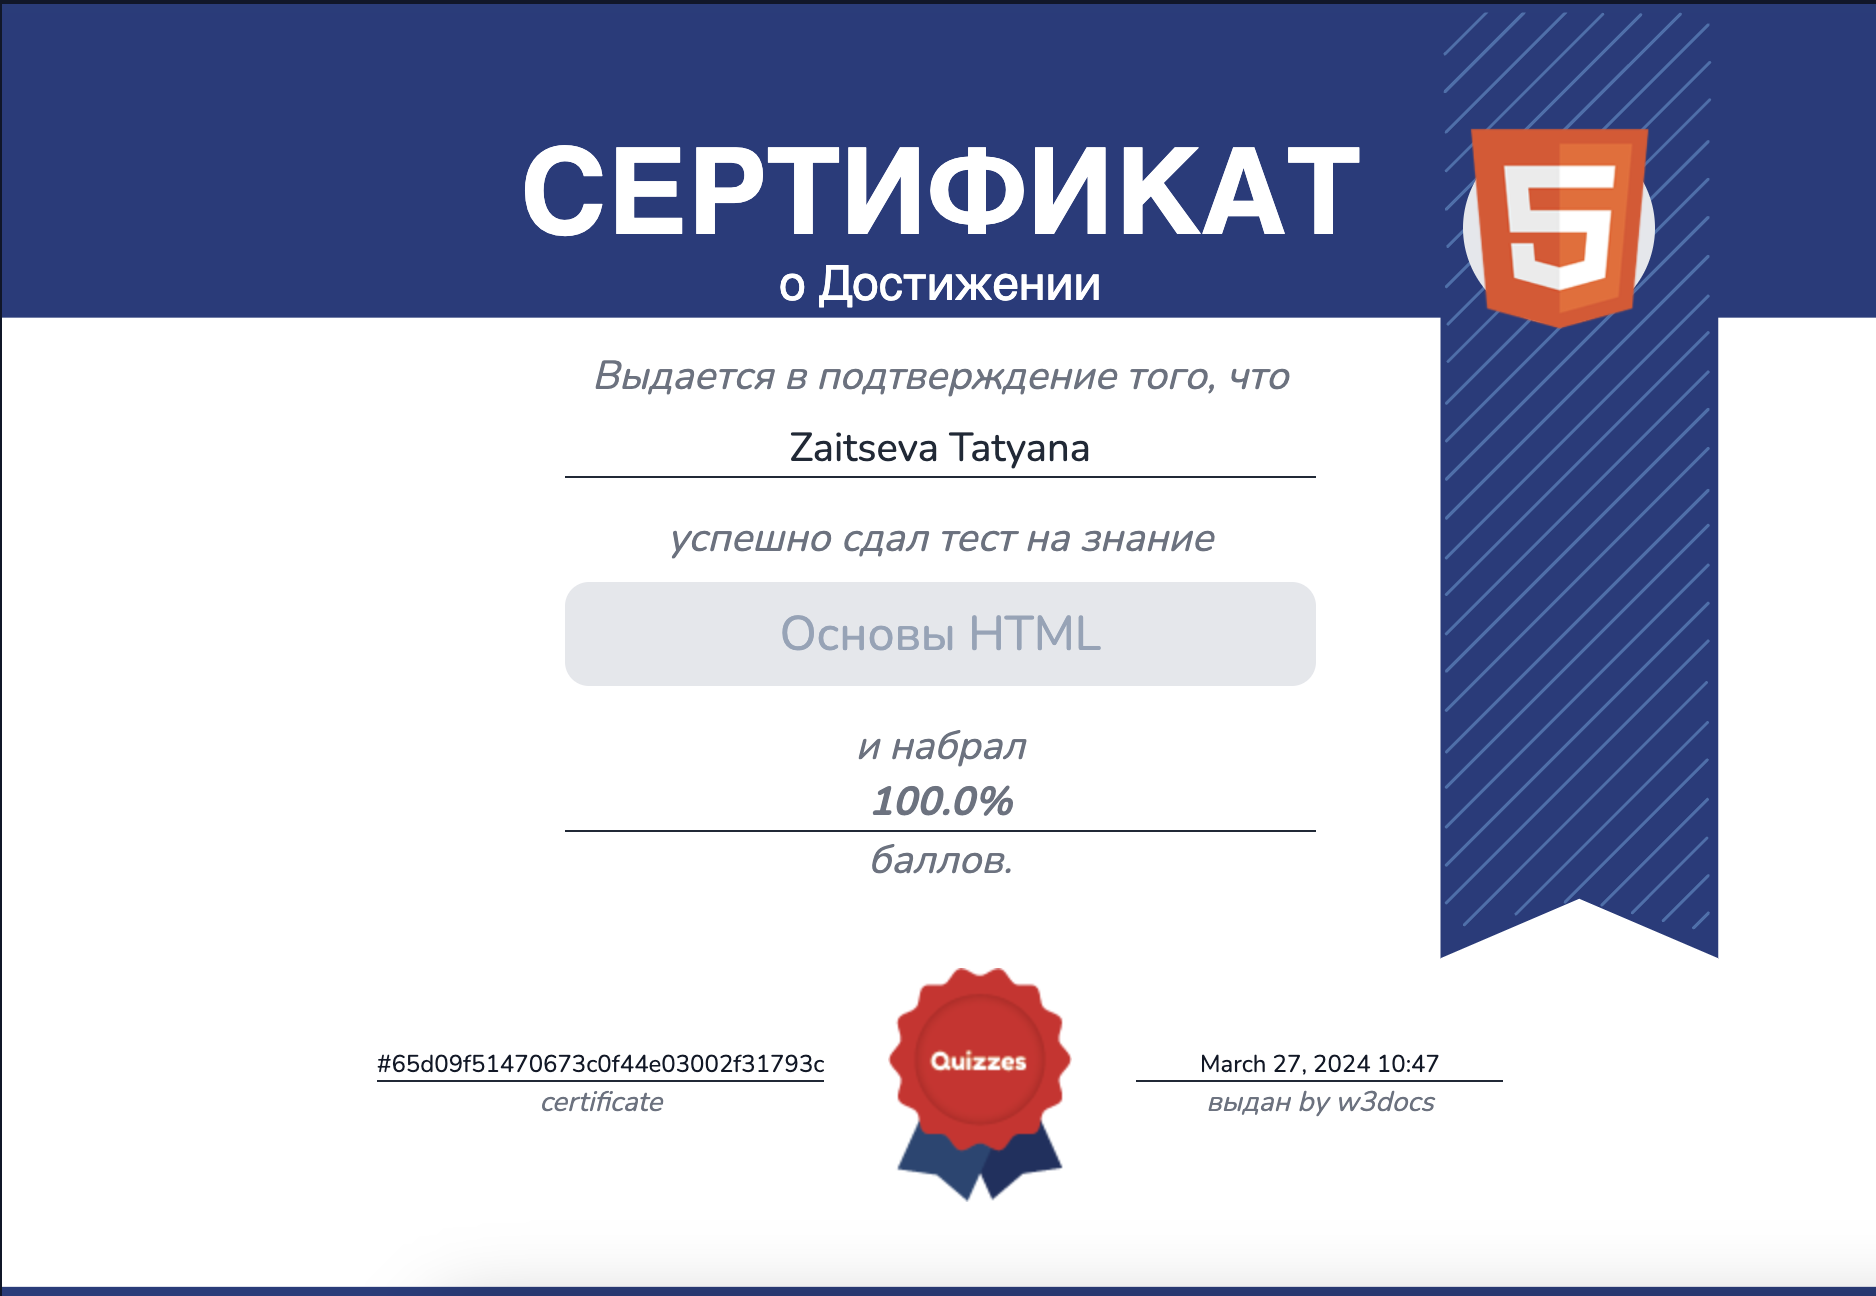 СЕРТИФИКАТ
о Достижении
Выдается в подтверждение того, что
Zaitseva Tatyana
успешно сдал тест на знание
Основы HTML
и набрал
100.0%
баллов.
#65d09f51470673c0f44e03002f31793c
certificate
Quizzes
March 27, 2024 10:47
выдан by w3docs